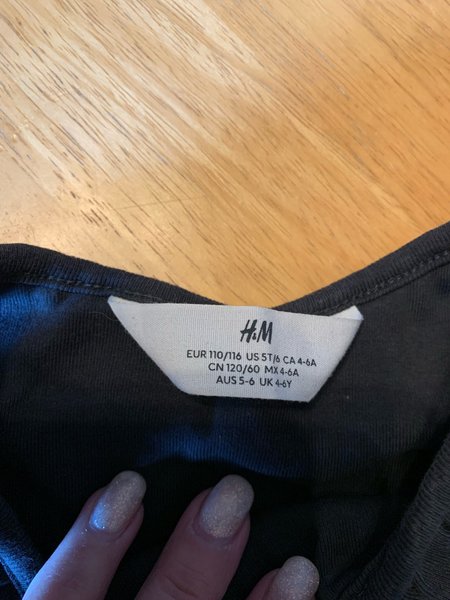 H&M
EUR 110/116 US 5T/6 CA 4-6A
CN 120/60 MX 4-6A
AUS 5-6 UK 4-6Y